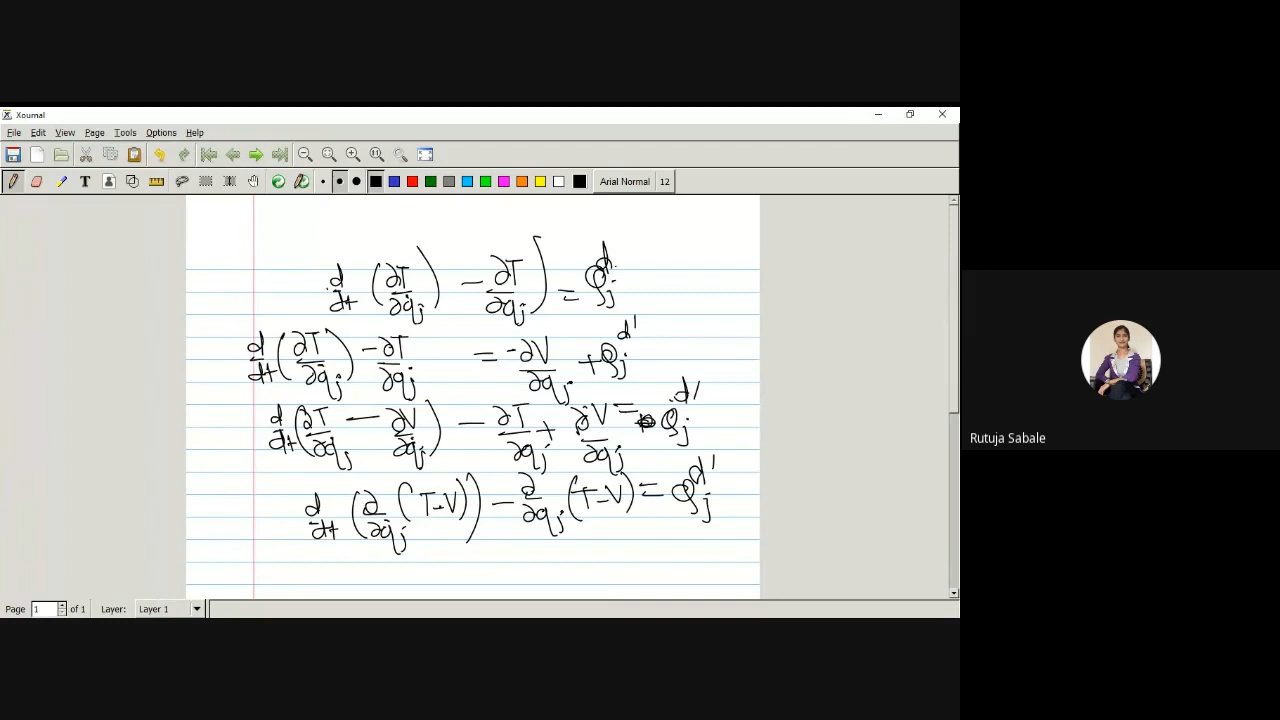 Xournal
File Edit View Page Tools Options Help
Arial Normal 12
d/dt (∂T/∂q̇j) - ∂T/∂qj) = Qj^d
d/dt (∂T/∂q̇j) - ∂T/∂qj = -∂V/∂qj + Qj^d'
d/dt (∂T/∂q̇j - ∂V/∂q̇j) - ∂T/∂qj + ∂V/∂qj = Qj^d'
d/dt (∂/∂q̇j (T-V)) - ∂/∂qj (T-V) = Qj^d'
Rutuja Sabale
Page 1 of 1 Layer: Layer 1